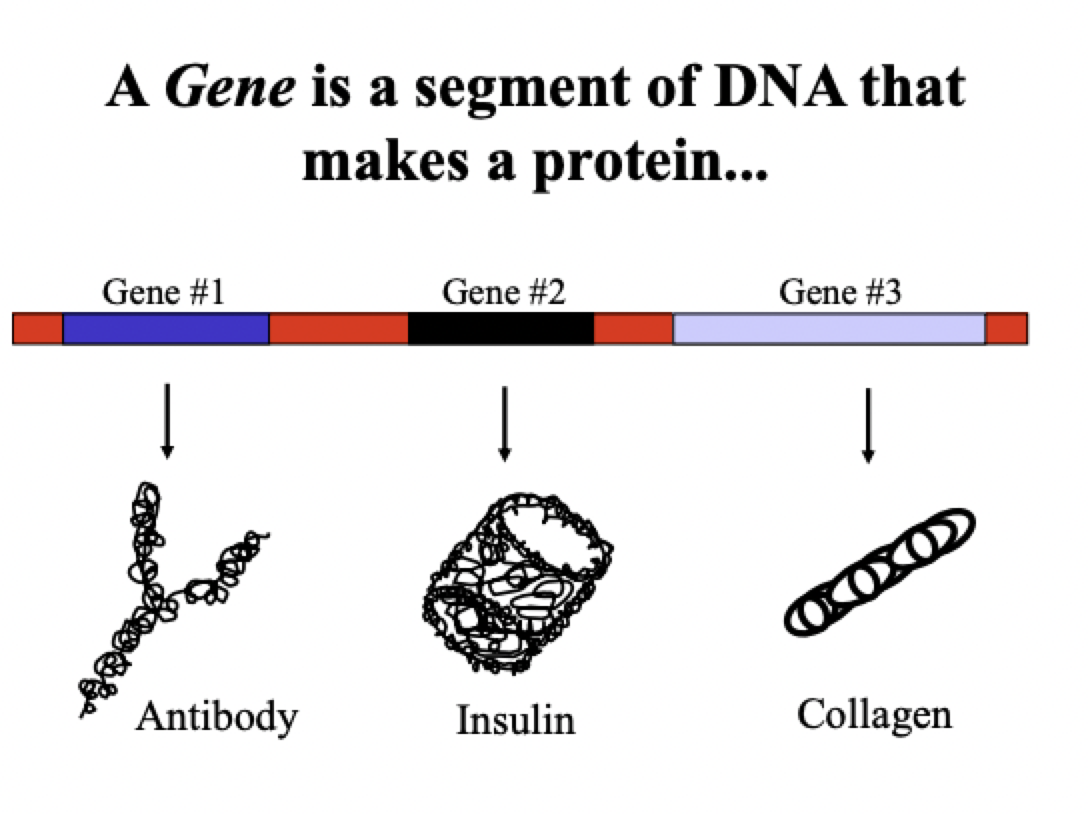 A Gene is a segment of DNA that
makes a protein...
Gene #1 Gene #2 Gene #3
Antibody Insulin Collagen